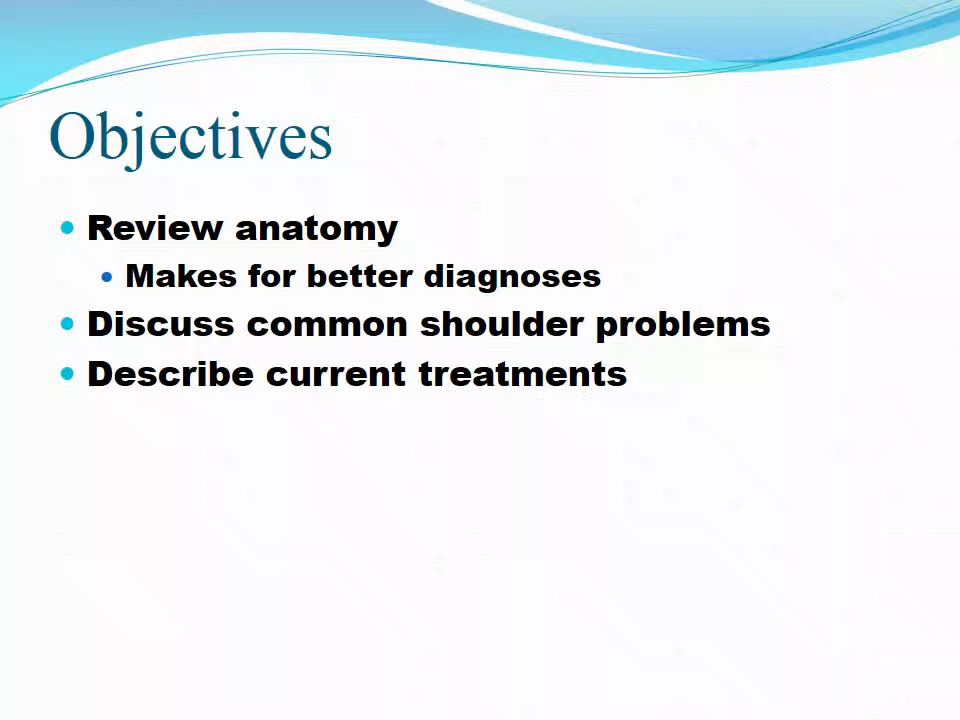 Objectives
Review anatomy
Makes for better diagnoses
Discuss common shoulder problems
Describe current treatments